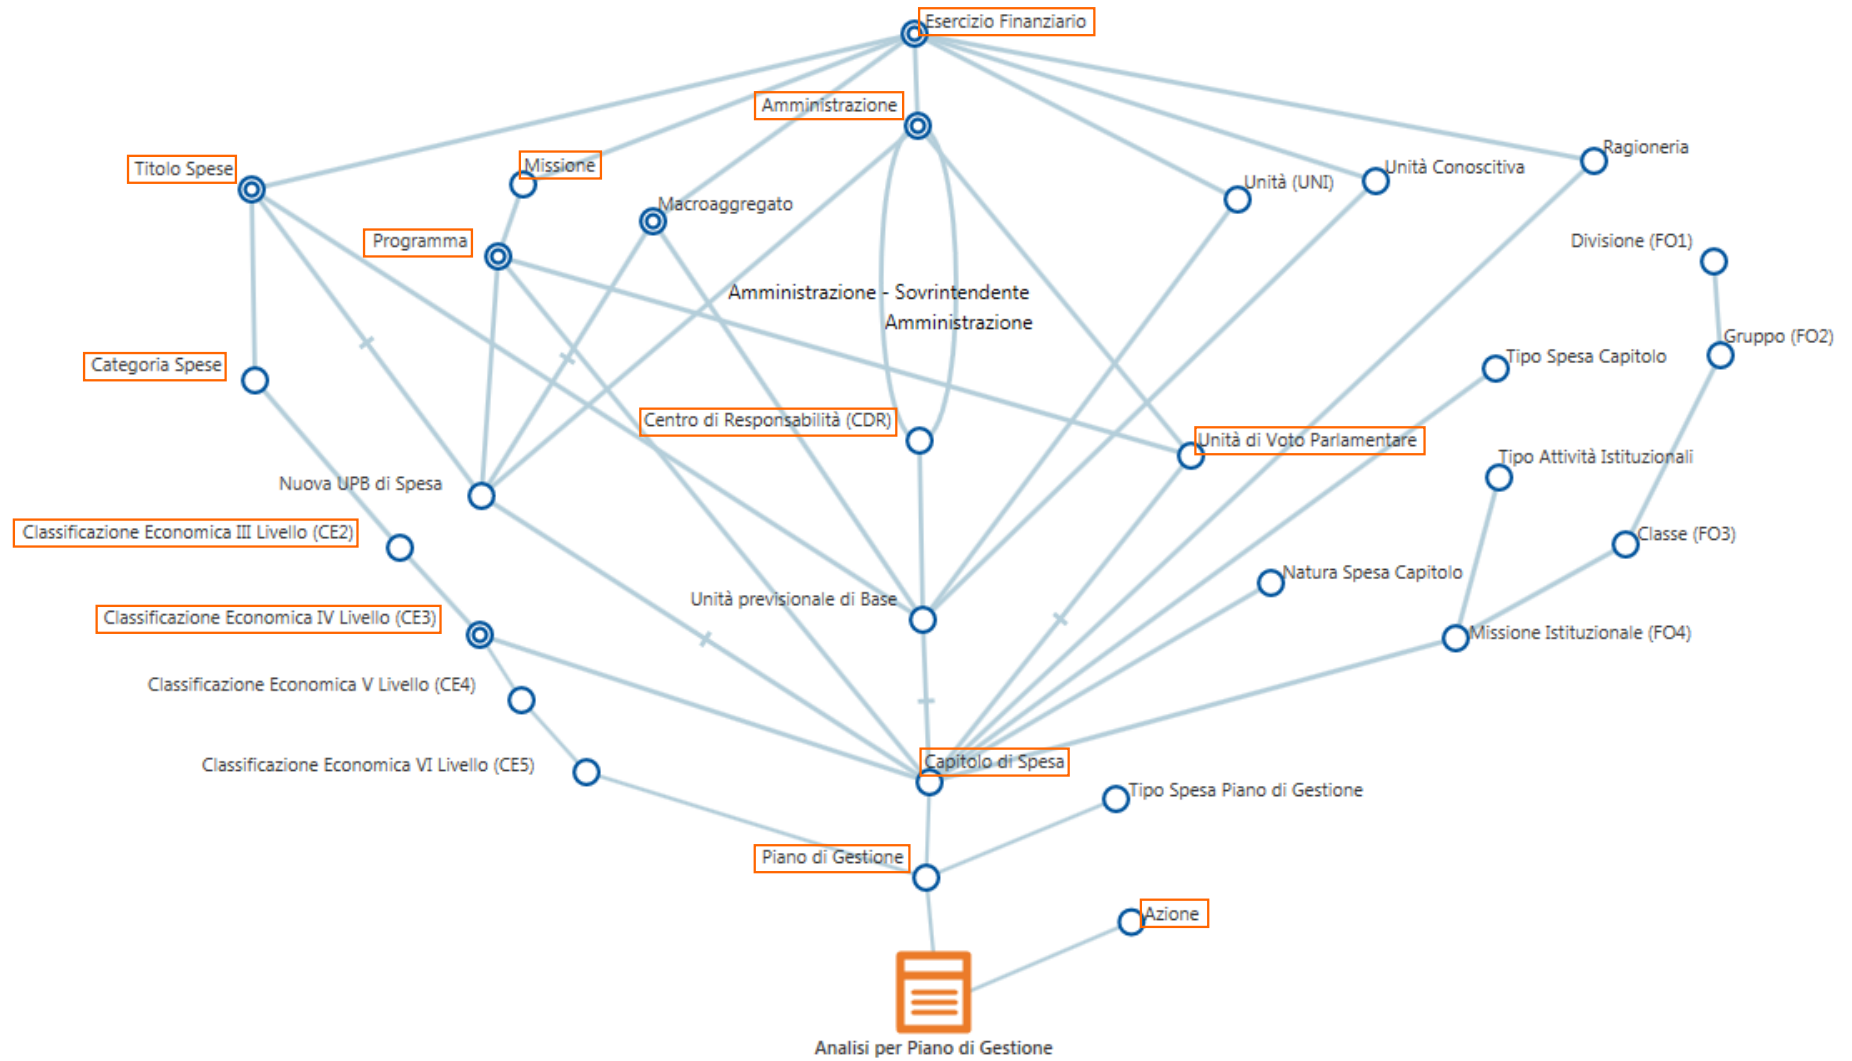 Esercizio Finanziario
Amministrazione
Ragioneria
Titolo Spese
Missione
Unità Conoscitiva
Unità (UNI)
Macroaggregato
Programma
Divisione (FO1)
Amministrazione - Sovrintendente
Amministrazione
Gruppo (FO2)
Categoria Spese
Tipo Spesa Capitolo
Centro di Responsabilità (CDR)
Unità di Voto Parlamentare
Tipo Attività Istituzionali
Nuova UPB di Spesa
Classificazione Economica III Livello (CE2)
Classe (FO3)
Natura Spesa Capitolo
Unità previsionale di Base
Classificazione Economica IV Livello (CE3)
Missione Istituzionale (FO4)
Classificazione Economica V Livello (CE4)
Classificazione Economica VI Livello (CE5)
Capitolo di Spesa
Tipo Spesa Piano di Gestione
Piano di Gestione
Azione
Analisi per Piano di Gestione